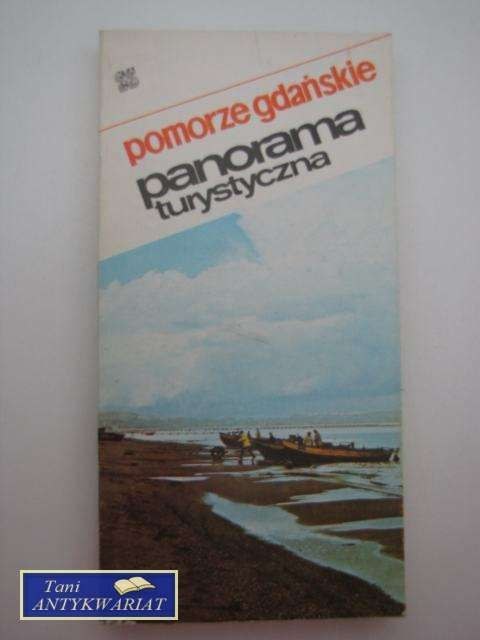 pomorze gdańskie
panorama
turystyczna
Tani
ANTYKWARIAT